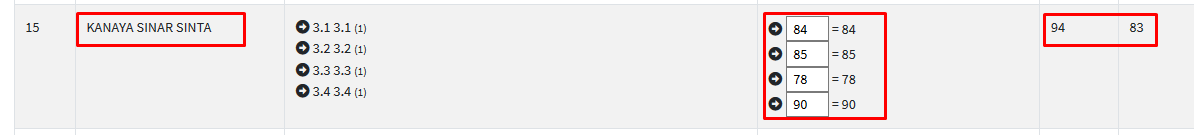 15 KANAYA SINAR SINTA 3.1 3.1 (1) 84 = 84 94 83
3.2 3.2 (1) 85 = 85
3.3 3.3 (1) 78 = 78
3.4 3.4 (1) 90 = 90